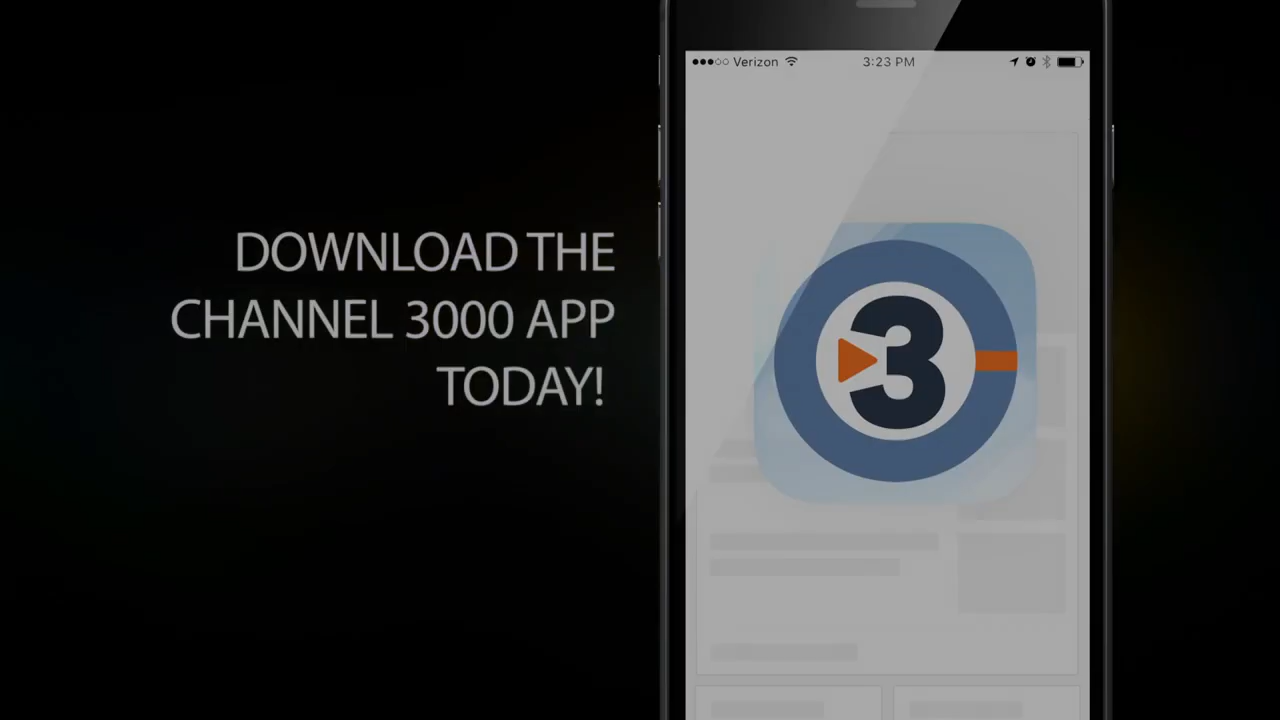 Verizon 3:23 PM
DOWNLOAD THE
CHANNEL 3000 APP
TODAY!
3